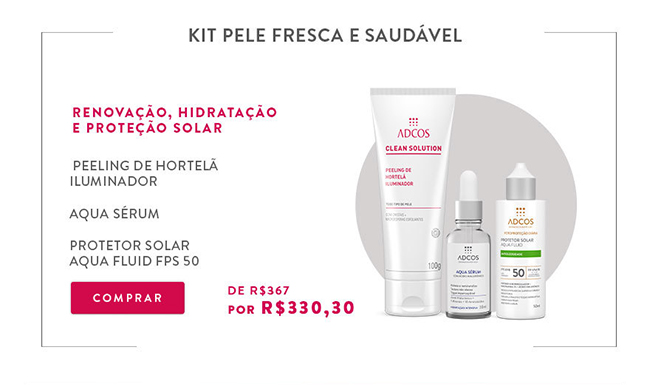 KIT PELE FRESCA E SAUDÁVEL
RENOVAÇÃO, HIDRATAÇÃO
E PROTEÇÃO SOLAR
PEELING DE HORTELÃ
ILUMINADOR
AQUA SÉRUM
PROTETOR SOLAR
AQUA FLUID FPS 50
COMPRAR
DE R$367
POR R$330,30
ADCOS
CLEAN SOLUTION
PEELING DE
HORTELÃ
ILUMINADOR
100g
ADCOS
AQUA SÉRUM
ADCOS
PROTETOR SOLAR
AQUA FLUID
50